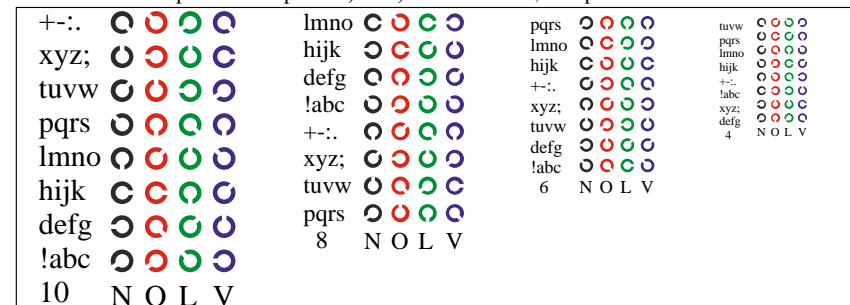 +-:.
xyz;
tuvw
pqrs
lmno
hijk
defg
!abc
10 N O L V
lmno
hijk
defg
!abc
+-:.
xyz;
tuvw
pqrs
8 N O L V
pqrs
lmno
hijk
+-:.
xyz;
tuvw
defg
!abc
6 N O L V
tuvw
pqrs
lmno
hijk
+-:.
!abc
xyz;
defg
4 N O L V